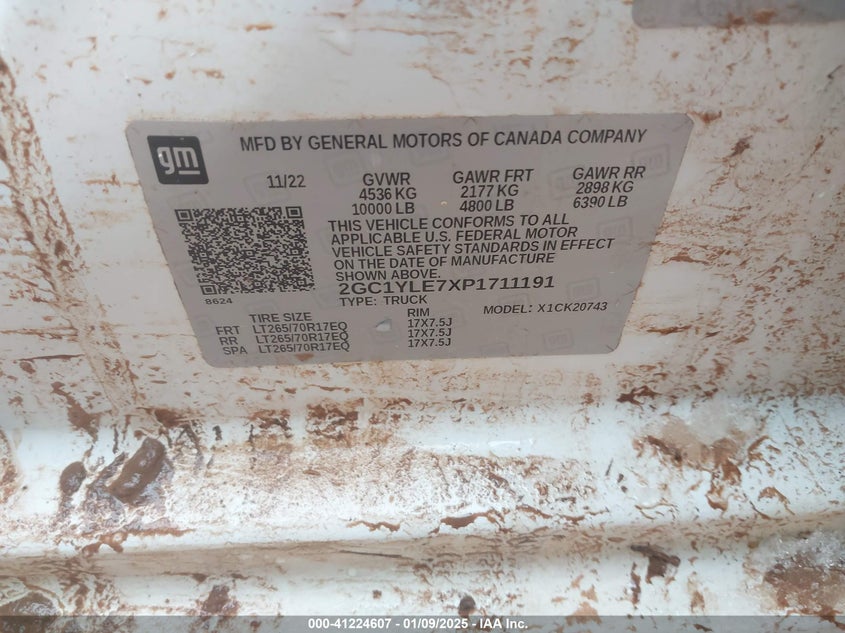 gm
MFD BY GENERAL MOTORS OF CANADA COMPANY
11/22 GVWR GAWR FRT GAWR RR
4536 KG 2177 KG 2898 KG
10000 LB 4800 LB 6390 LB
THIS VEHICLE CONFORMS TO ALL
APPLICABLE U.S. FEDERAL MOTOR
VEHICLE SAFETY STANDARDS IN EFFECT
ON THE DATE OF MANUFACTURE
SHOWN ABOVE.
8624
2GC1YLE7XP1711191
TYPE: TRUCK MODEL: X1CK20743
TIRE SIZE RIM
FRT LT265/70R17EQ 17X7.5J
RR LT265/70R17EQ 17X7.5J
SPA LT265/70R17EQ 17X7.5J
000-41224607 - 01/09/2025 - IAA Inc.